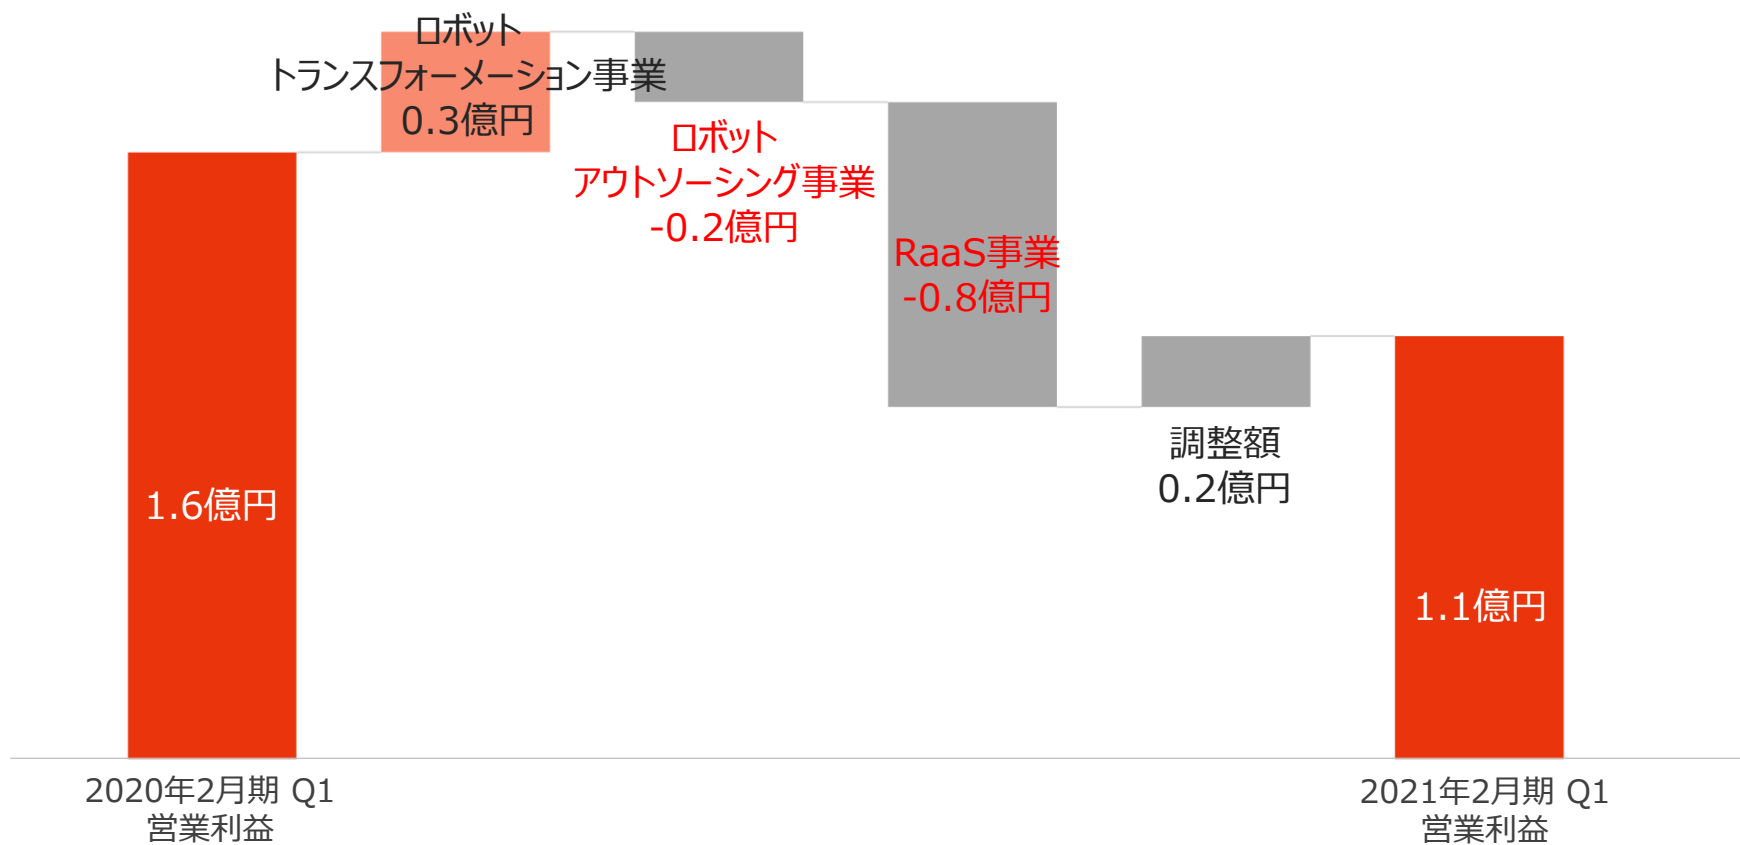 ロボット
トランスフォーメーション事業
0.3億円
ロボット
アウトソーシング事業
-0.2億円
RaaS事業
-0.8億円
調整額
0.2億円
1.6億円
1.1億円
2020年2月期 Q1
営業利益
2021年2月期 Q1
営業利益